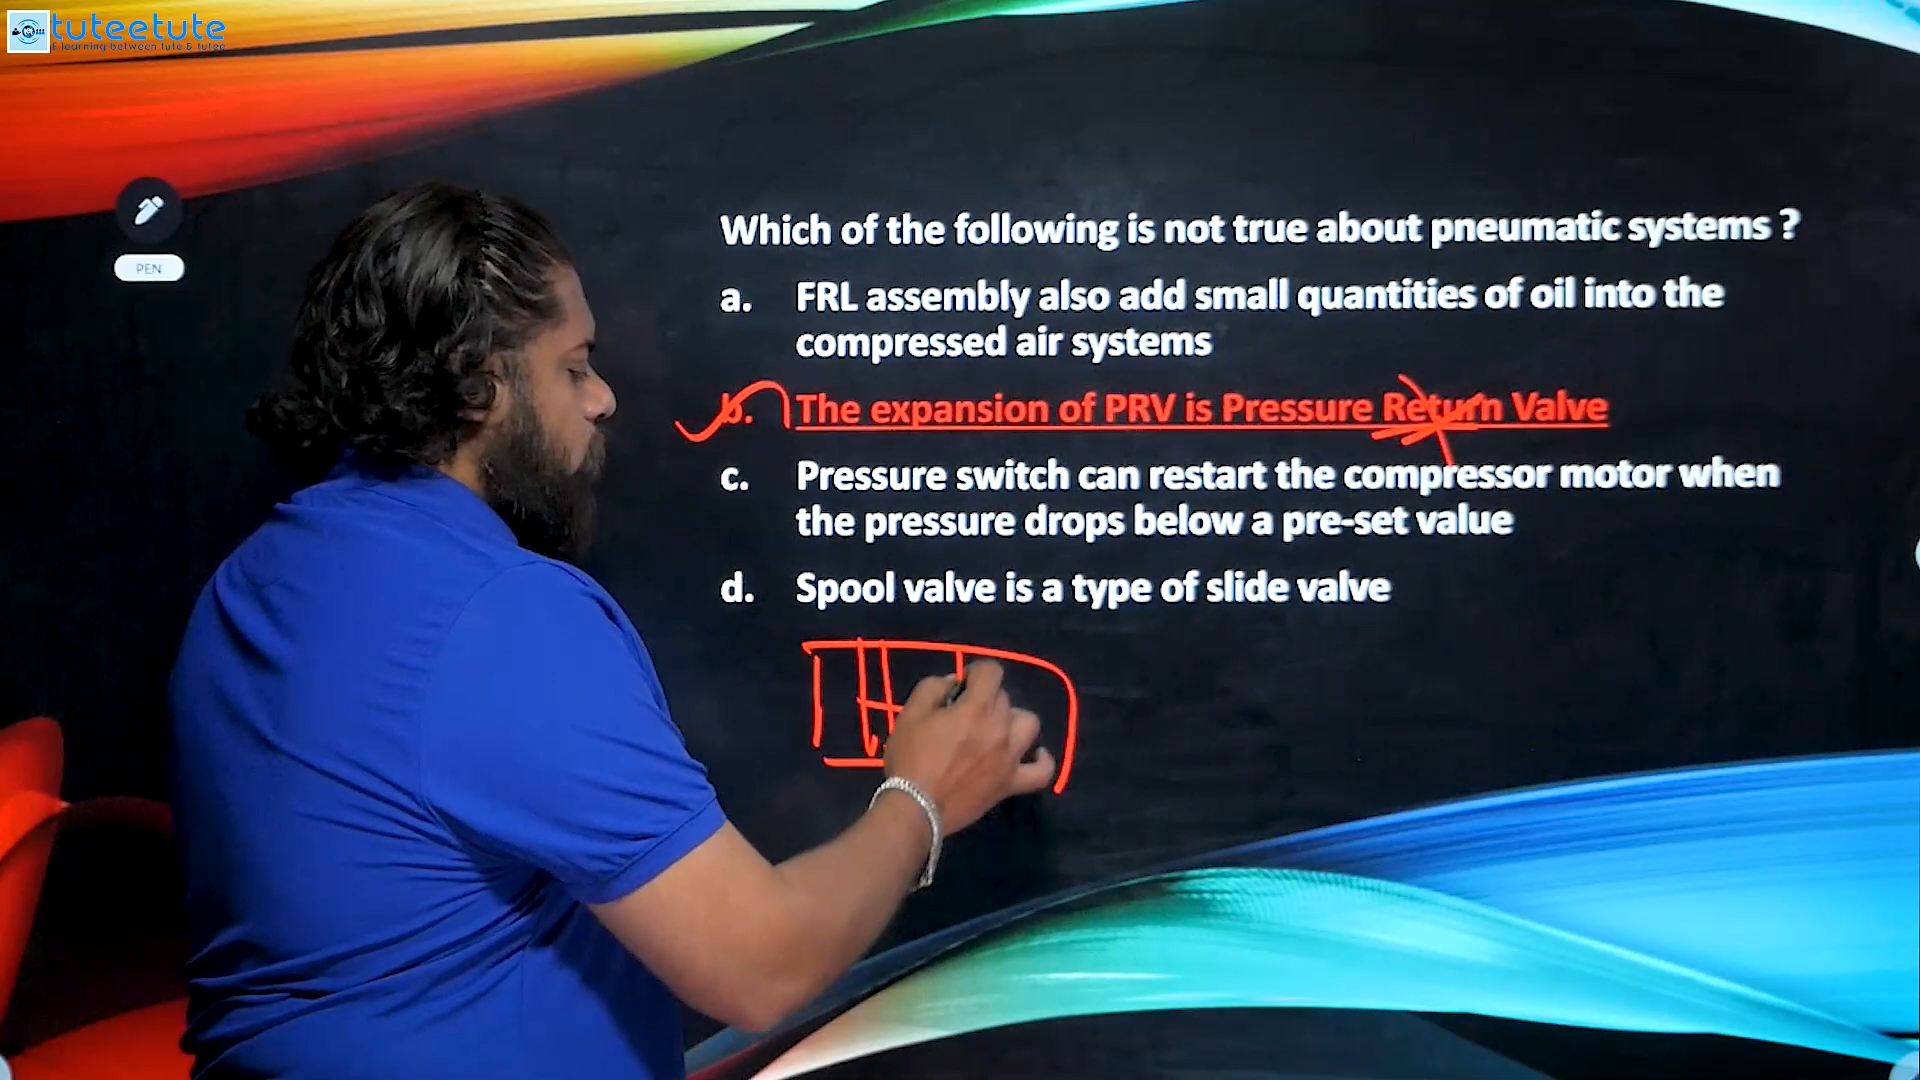 tuteetute
E learning between tute & tutee
PEN
Which of the following is not true about pneumatic systems ?
a. FRL assembly also add small quantities of oil into the
compressed air systems
b. The expansion of PRV is Pressure Return Valve
c. Pressure switch can restart the compressor motor when
the pressure drops below a pre-set value
d. Spool valve is a type of slide valve